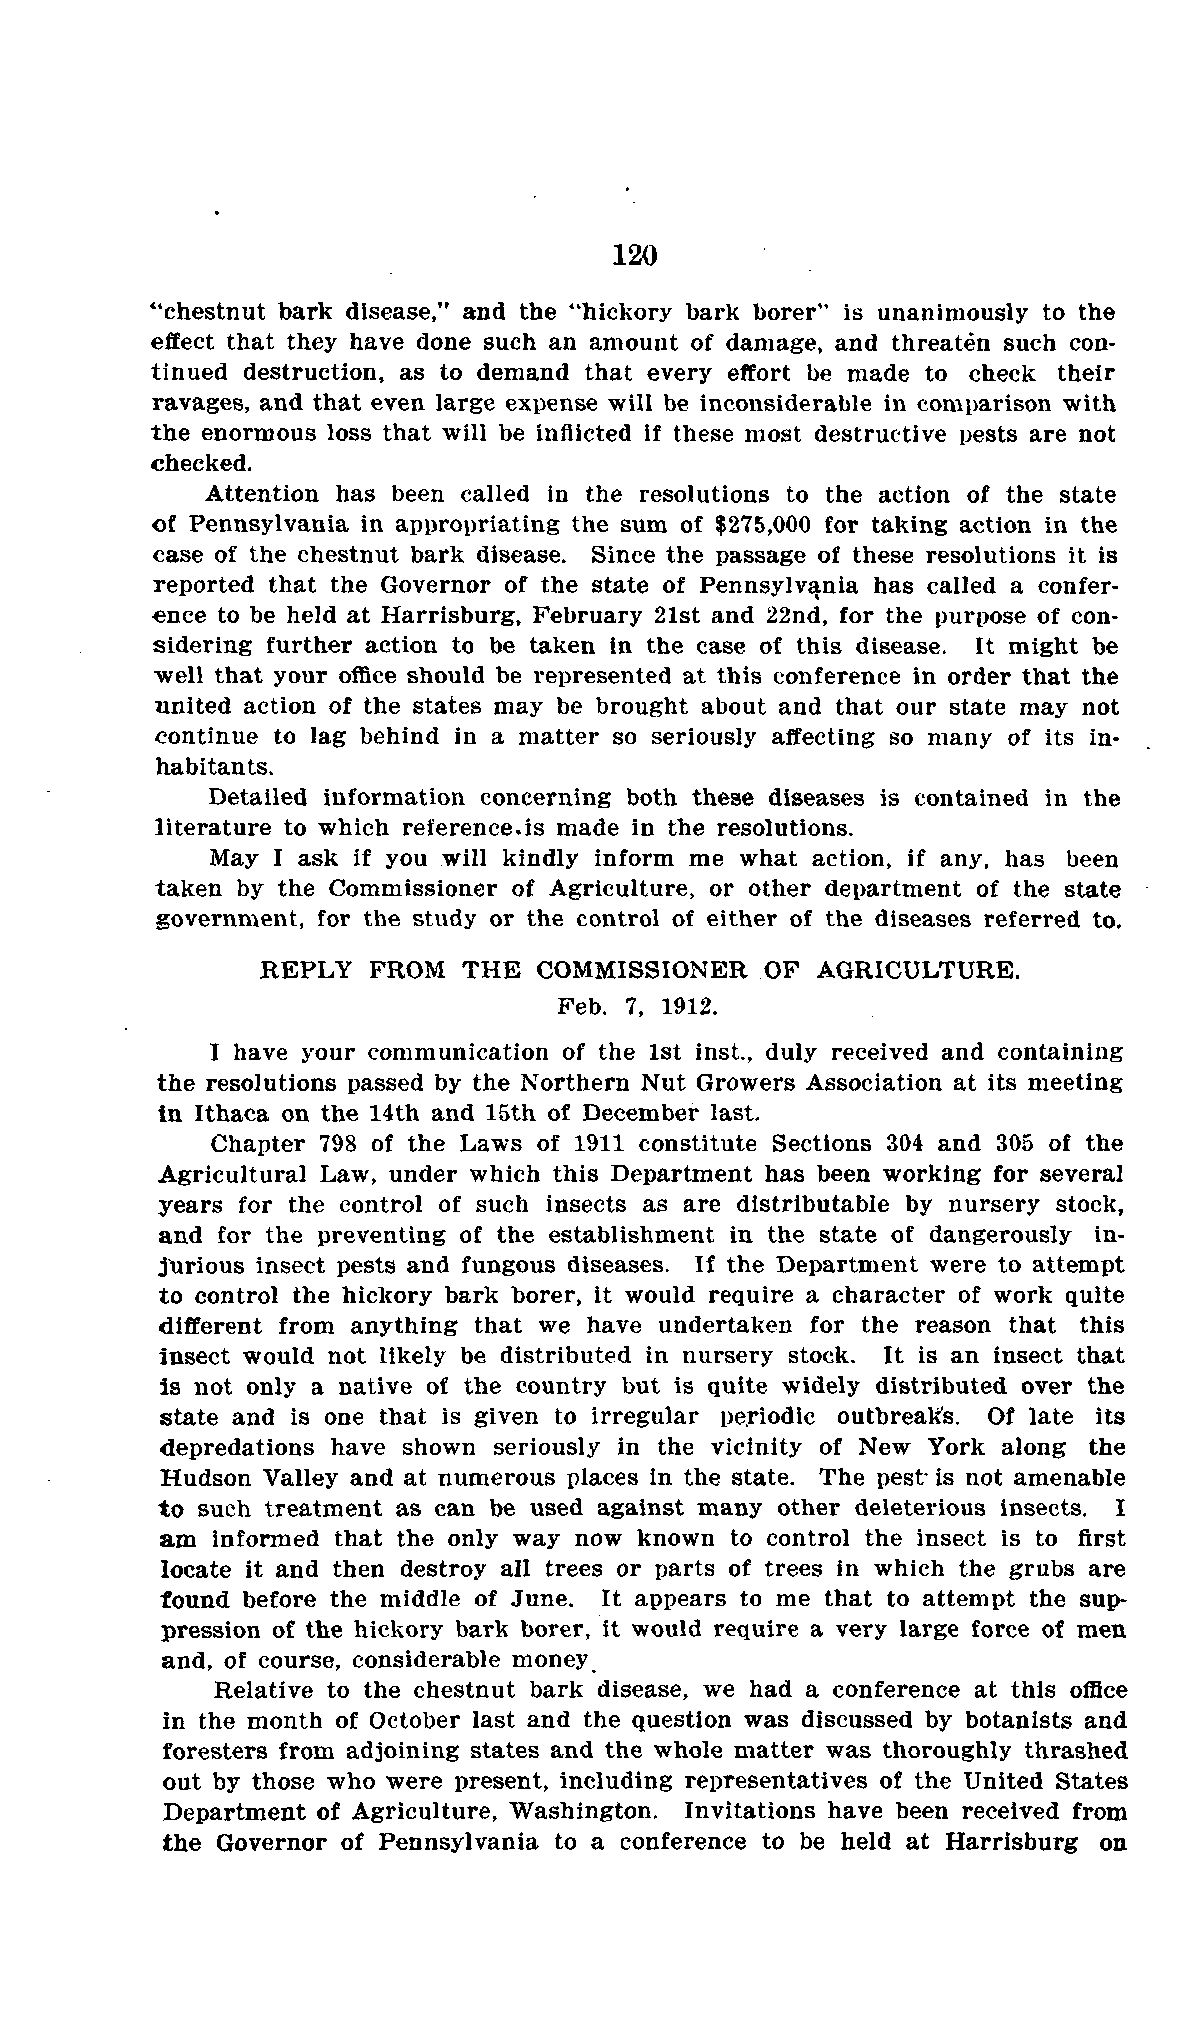 120
"chestnut bark disease," and the "hickory bark borer" is unanimously to the
effect that they have done such an amount of damage, and threaten such con-
tinued destruction, as to demand that every effort be made to check their
ravages, and that even large expense will be inconsiderable in comparison with
the enormous loss that will be inflicted if these most destructive pests are not
checked.
Attention has been called in the resolutions to the action of the state
of Pennsylvania in appropriating the sum of $275,000 for taking action in the
case of the chestnut bark disease. Since the passage of these resolutions it is
reported that the Governor of the state of Pennsylvania has called a confer-
ence to be held at Harrisburg, February 21st and 22nd, for the purpose of con-
sidering further action to be taken in the case of this disease. It might be
well that your office should be represented at this conference in order that the
united action of the states may be brought about and that our state may not
continue to lag behind in a matter so seriously affecting so many of its in-
habitants.
Detailed information concerning both these diseases is contained in the
literature to which reference is made in the resolutions.
May I ask if you will kindly inform me what action, if any, has been
taken by the Commissioner of Agriculture, or other department of the state
government, for the study or the control of either of the diseases referred to.
REPLY FROM THE COMMISSIONER OF AGRICULTURE.
Feb. 7, 1912.
I have your communication of the 1st inst., duly received and containing
the resolutions passed by the Northern Nut Growers Association at its meeting
in Ithaca on the 14th and 15th of December last.
Chapter 798 of the Laws of 1911 constitute Sections 304 and 305 of the
Agricultural Law, under which this Department has been working for several
years for the control of such insects as are distributable by nursery stock,
and for the preventing of the establishment in the state of dangerously in-
jurious insect pests and fungous diseases. If the Department were to attempt
to control the hickory bark borer, it would require a character of work quite
different from anything that we have undertaken for the reason that this
insect would not likely be distributed in nursery stock. It is an insect that
is not only a native of the country but is quite widely distributed over the
state and is one that is given to irregular periodic outbreaks. Of late its
depredations have shown seriously in the vicinity of New York along the
Hudson Valley and at numerous places in the state. The pest is not amenable
to such treatment as can be used against many other deleterious insects. I
am informed that the only way now known to control the insect is to first
locate it and then destroy all trees or parts of trees in which the grubs are
found before the middle of June. It appears to me that to attempt the sup-
pression of the hickory bark borer, it would require a very large force of men
and, of course, considerable money.
Relative to the chestnut bark disease, we had a conference at this office
in the month of October last and the question was discussed by botanists and
foresters from adjoining states and the whole matter was thoroughly thrashed
out by those who were present, including representatives of the United States
Department of Agriculture, Washington. Invitations have been received from
the Governor of Pennsylvania to a conference to be held at Harrisburg on